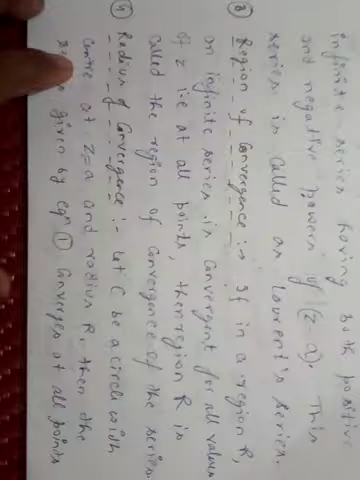 infinite series having both positive
and negative powers of (z-a). This
series is called as Laurent's series.
③ Region of Convergence :- If in a region R,
an infinite series is convergent for all values
of z i.e at all points, then region R is
called the region of convergence of the series.
④ Radius of Convergence :- Let C be a circle with
centre at z=a and radius R. then the
given by eqn ① Converges at all points